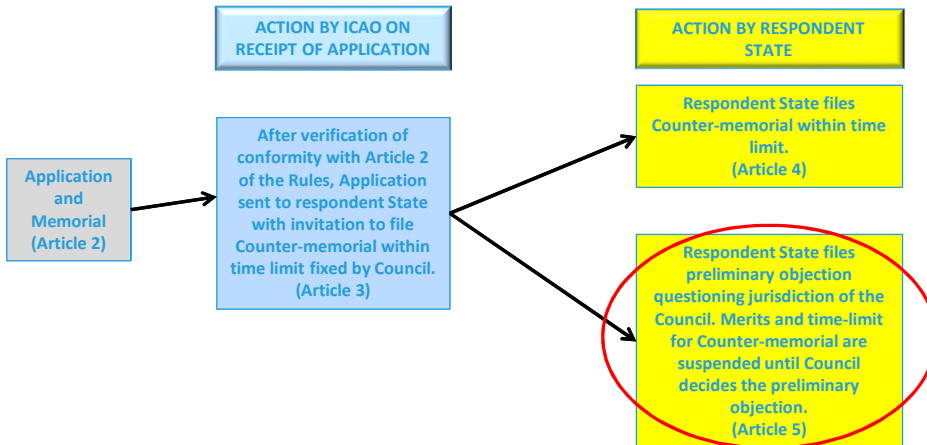 ACTION BY ICAO ON
RECEIPT OF APPLICATION
ACTION BY RESPONDENT
STATE
Application
and
Memorial
(Article 2)
After verification of
conformity with Article 2
of the Rules, Application
sent to respondent State
with invitation to file
Counter-memorial within
time limit fixed by Council.
(Article 3)
Respondent State files
Counter-memorial within time
limit.
(Article 4)
Respondent State files
preliminary objection
questioning jurisdiction of the
Council. Merits and time-limit
for Counter-memorial are
suspended until Council
decides the preliminary
objection.
(Article 5)